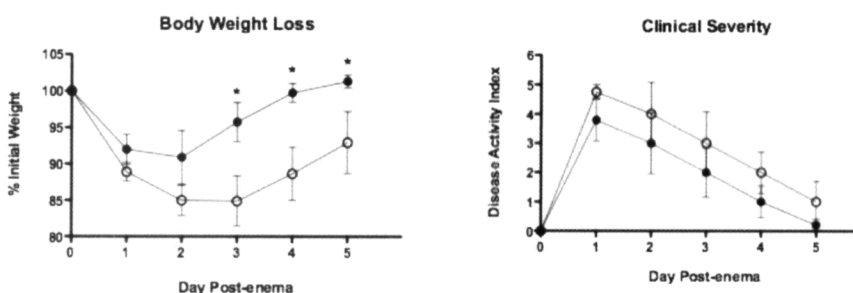 Body Weight Loss
% Initial Weight
105
100
95
90
85
80
* * *
0 1 2 3 4 5
Day Post-enema
Clinical Severity
Disease Activity Index
6
5
4
3
2
1
0
0 1 2 3 4 5
Day Post-enema